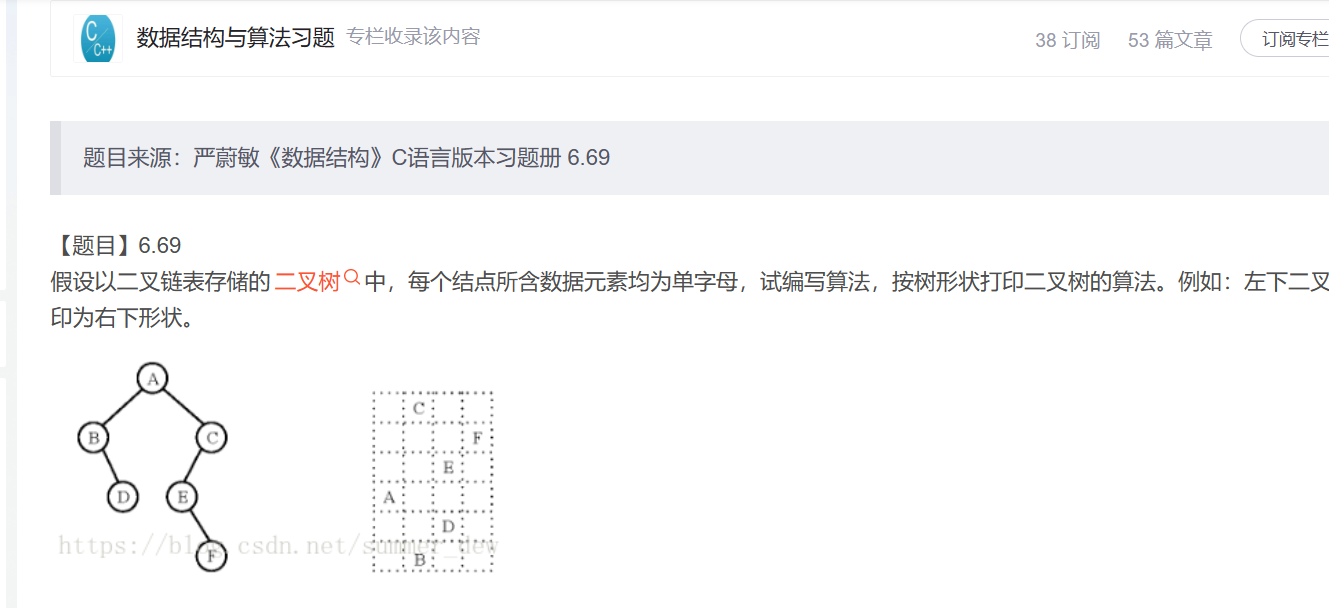 C C++ 数据结构与算法习题 专栏收录该内容 38 订阅 53 篇文章 订阅专栏
题目来源：严蔚敏《数据结构》C语言版本习题册 6.69
【题目】6.69
假设以二叉链表存储的 二叉树 中，每个结点所含数据元素均为单字母，试编写算法，按树形状打印二叉树的算法。例如：左下二叉
印为右下形状。
A
B C
D E
F
C
F
E
A
D
B
https://blog.csdn.net/summer_dew